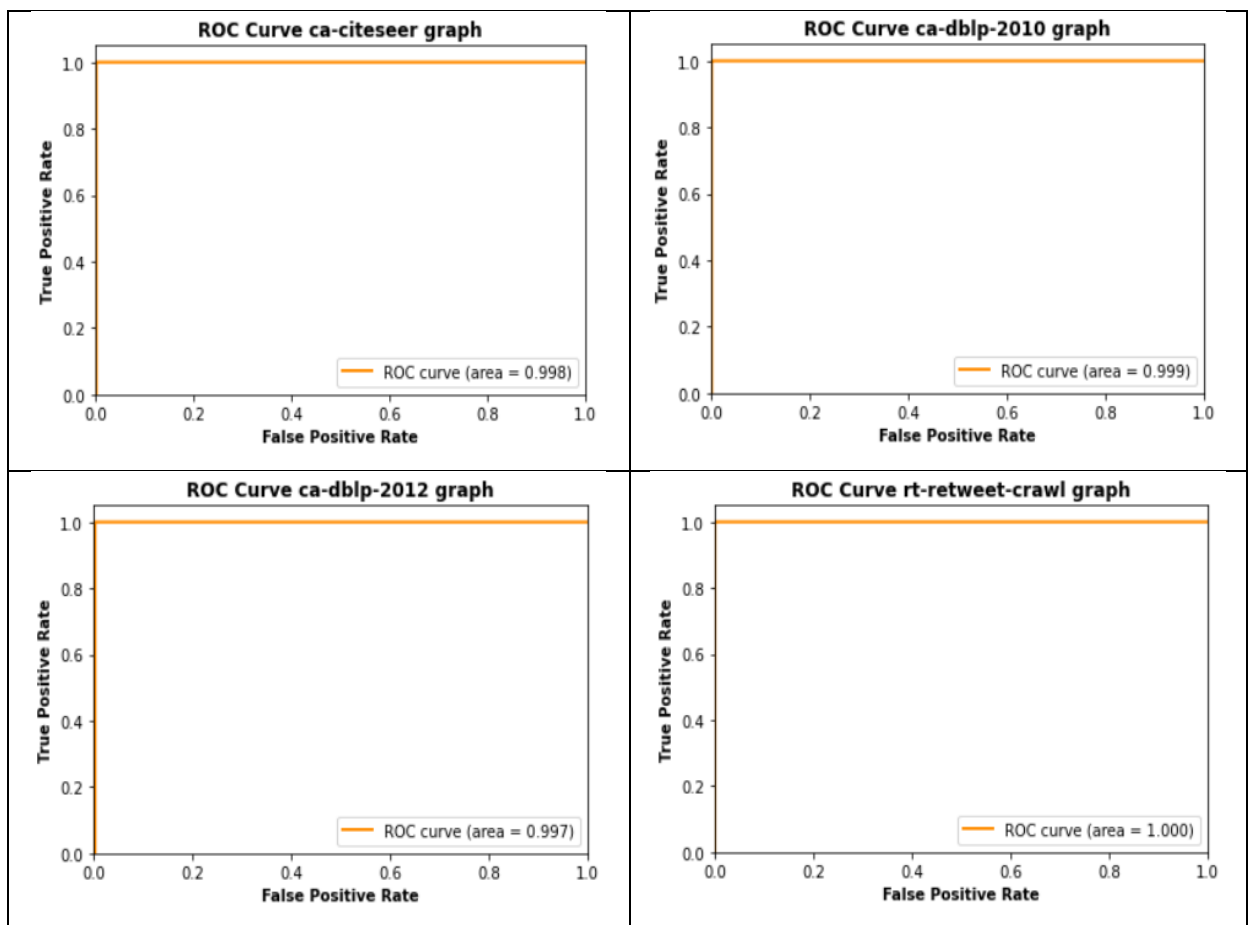 ROC Curve ca-citeseer graph
True Positive Rate
1.0
0.8
0.6
0.4
0.2
0.0
ROC curve (area = 0.998)
0.0 0.2 0.4 0.6 0.8 1.0
False Positive Rate
ROC Curve ca-dblp-2010 graph
True Positive Rate
1.0
0.8
0.6
0.4
0.2
0.0
ROC curve (area = 0.999)
0.0 0.2 0.4 0.6 0.8 1.0
False Positive Rate
ROC Curve ca-dblp-2012 graph
True Positive Rate
1.0
0.8
0.6
0.4
0.2
0.0
ROC curve (area = 0.997)
0.0 0.2 0.4 0.6 0.8 1.0
False Positive Rate
ROC Curve rt-retweet-crawl graph
True Positive Rate
1.0
0.8
0.6
0.4
0.2
0.0
ROC curve (area = 1.000)
0.0 0.2 0.4 0.6 0.8 1.0
False Positive Rate